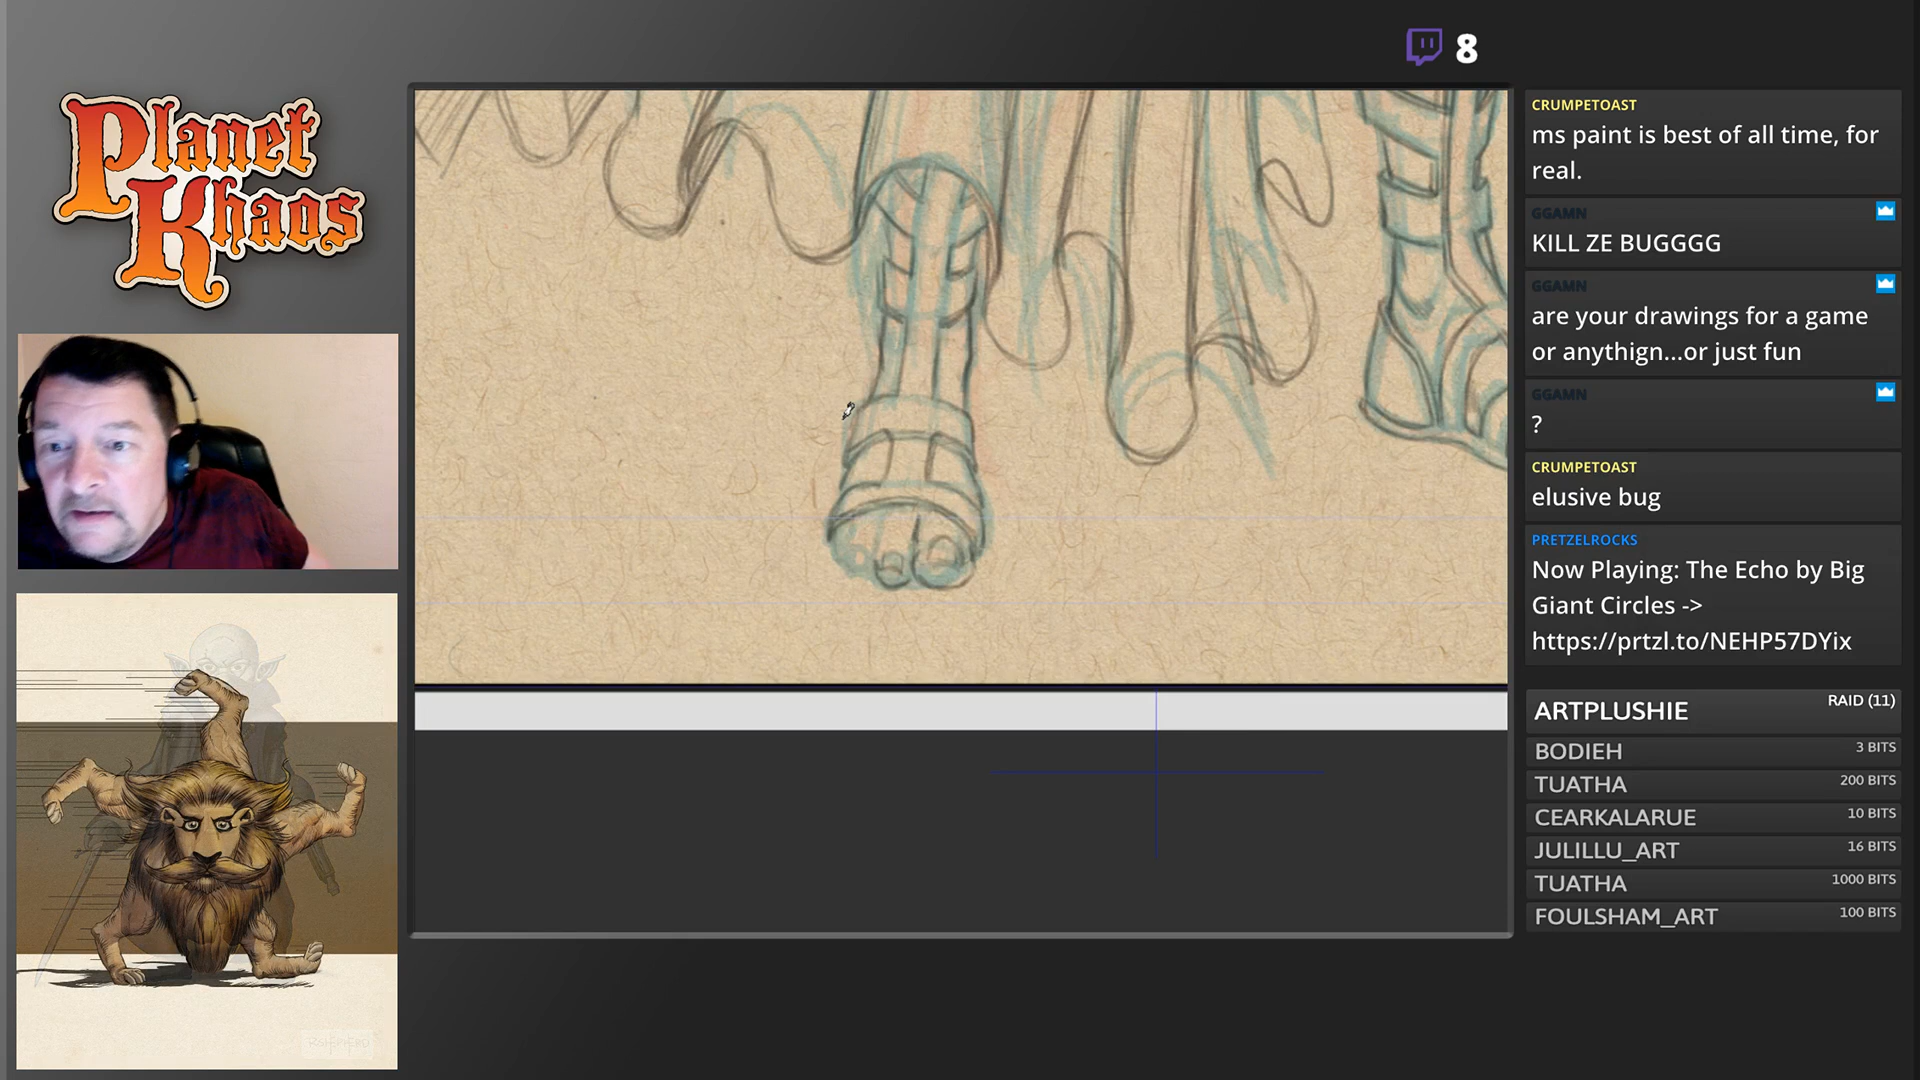 8
Planet
Khaos
CRUMPETOAST
ms paint is best of all time, for
real.
GGAMN
KILL ZE BUGGGG
GGAMN
are your drawings for a game
or anythign...or just fun
GGAMN
?
CRUMPETOAST
elusive bug
PRETZELROCKS
Now Playing: The Echo by Big
Giant Circles ->
https://prtzl.to/NEHP57DYix
ARTPLUSHIE RAID (11)
BODIEH 3 BITS
TUATHA 200 BITS
CEARKALARUE 10 BITS
JULILLU_ART 16 BITS
TUATHA 1000 BITS
FOULSHAM_ART 100 BITS